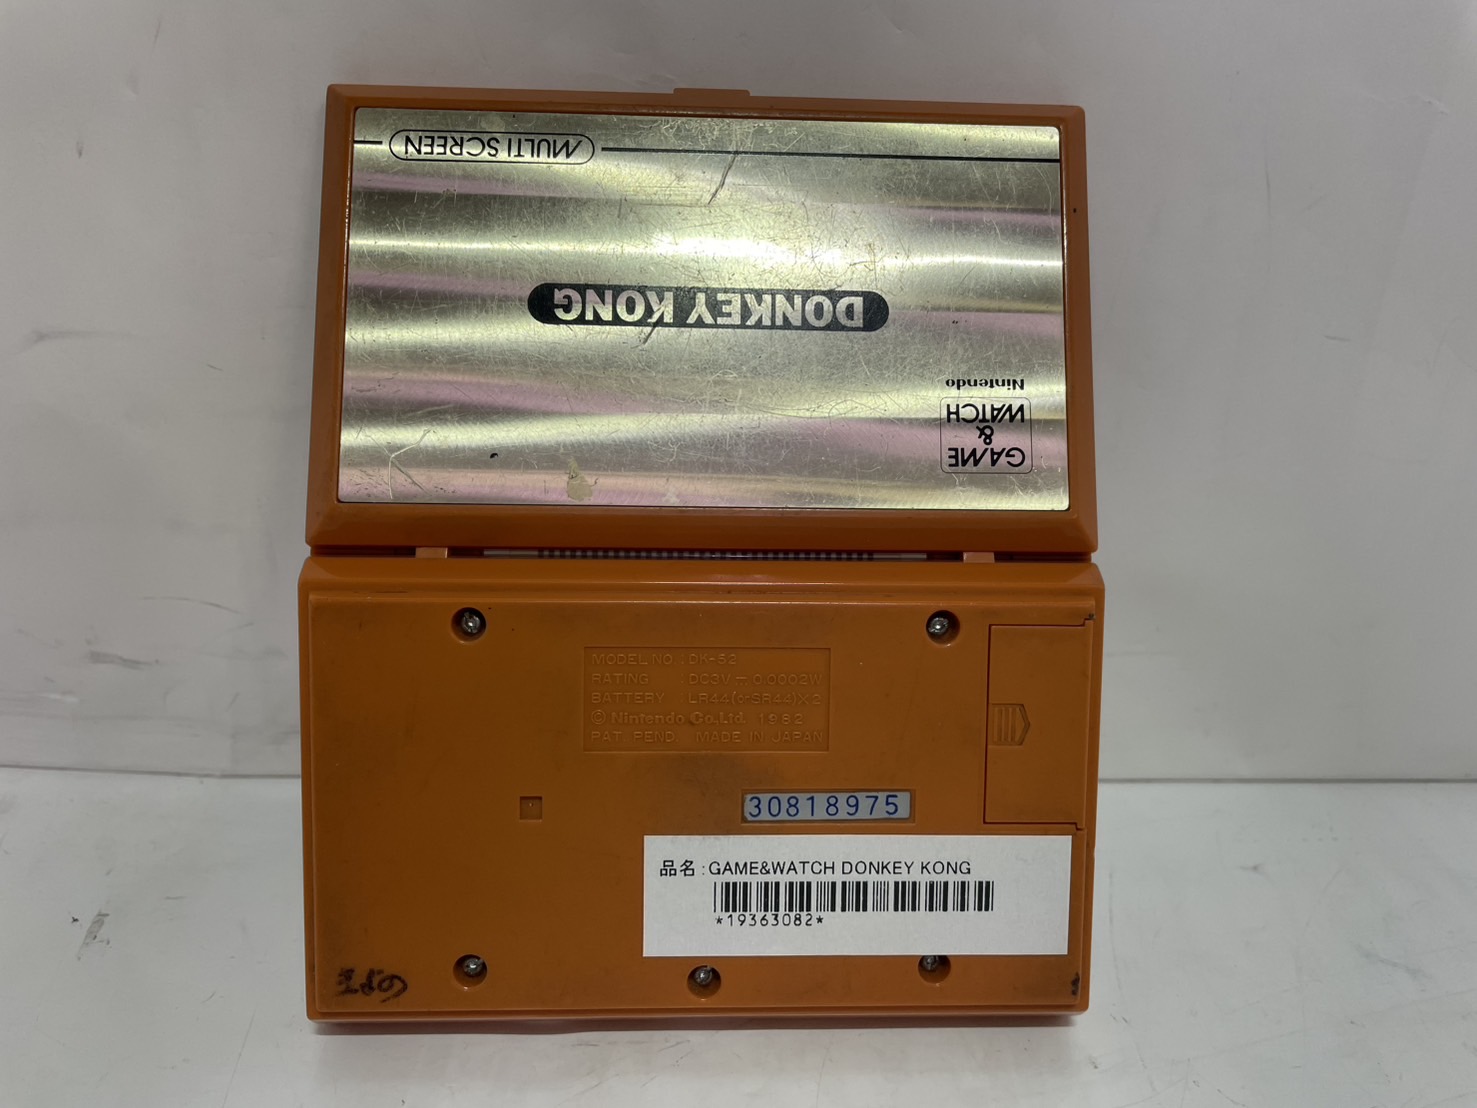 MULTI SCREEN
DONKEY KONG
Nintendo
GAME
&
WATCH
MODEL NO. : DK-52
RATING DC3V 0.0002W
BATTERY LR44(or SR44)X2
© Nintendo Co.,Ltd. 1982
PAT. PEND. MADE IN JAPAN
30818975
品名:GAME&WATCH DONKEY KONG
*19363082*